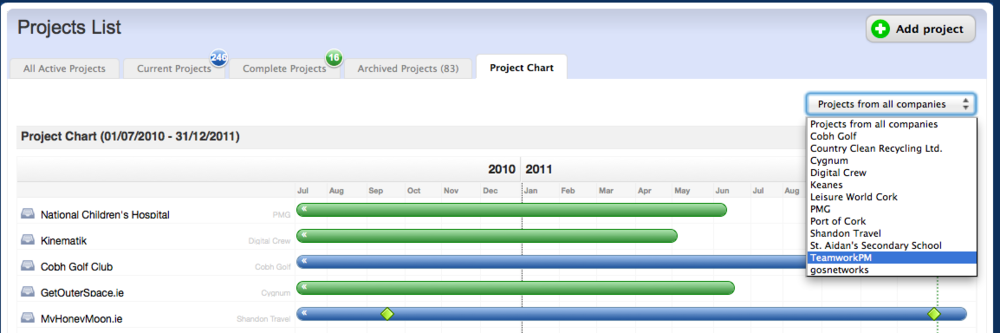 Projects List
Add project
All Active Projects
Current Projects 246
Complete Projects 16
Archived Projects (83)
Project Chart
Projects from all companies
Projects from all companies
Cobh Golf
Country Clean Recycling Ltd.
Cygnum
Digital Crew
Keanes
Leisure World Cork
PMG
Port of Cork
Shandon Travel
St. Aidan's Secondary School
TeamworkPM
gosnetworks
Project Chart (01/07/2010 - 31/12/2011)
2010 2011
Jul Aug Sep Oct Nov Dec Jan Feb Mar Apr May Jun Jul Aug
National Children's Hospital PMG
Kinematik Digital Crew
Cobh Golf Club Cobh Golf
GetOuterSpace.ie Cygnum
MyHoneyMoon.ie Shandon Travel